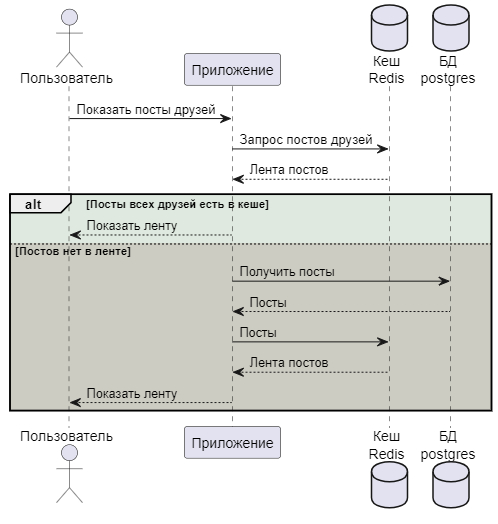 Пользователь
Приложение
Кеш
Redis
БД
postgres
Показать посты друзей
Запрос постов друзей
Лента постов
alt
[Посты всех друзей есть в кеше]
Показать ленту
[Постов нет в ленте]
Получить посты
Посты
Посты
Лента постов
Показать ленту
Пользователь
Приложение
Кеш
Redis
БД
postgres